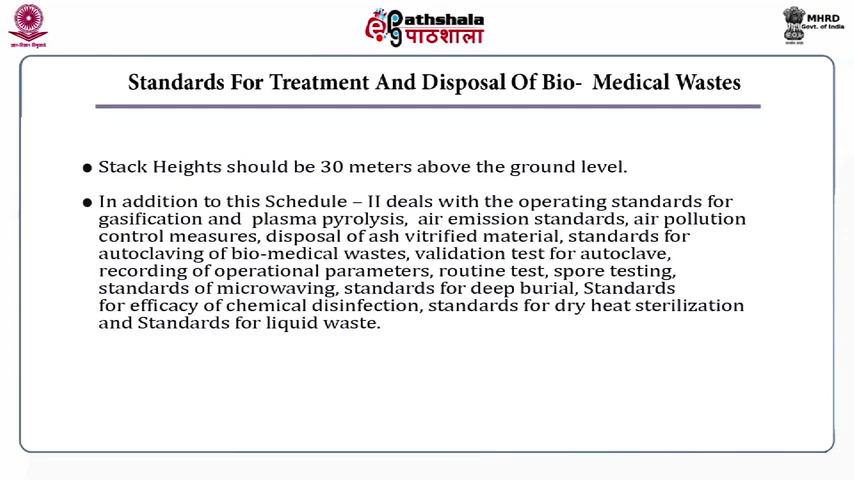 ePathshala
पाठशाला
MHRD
Govt. of India
Standards For Treatment And Disposal Of Bio-  Medical Wastes
● Stack Heights should be 30 meters above the ground level.
● In addition to this Schedule – II deals with the operating standards for
gasification and  plasma pyrolysis,  air emission standards, air pollution
control measures, disposal of ash vitrified material, standards for
autoclaving of bio-medical wastes, validation test for autoclave,
recording of operational parameters, routine test, spore testing,
standards of microwaving, standards for deep burial, Standards
for efficacy of chemical disinfection, standards for dry heat sterilization
and Standards for liquid waste.